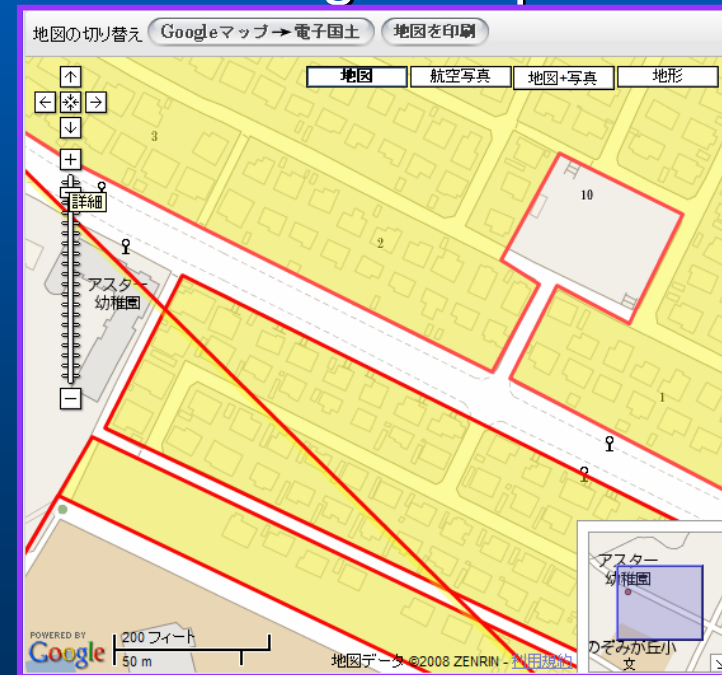 地図の切り替え Googleマップ→電子国土 地図を印刷
地図 航空写真 地図+写真 地形
3
詳細
10
2
アスター
幼稚園
1
アスター
幼稚園
のぞみが丘小
文
POWERED BY
Google
200 フィート
50 m
地図データ ©2008 ZENRIN - 利用規約